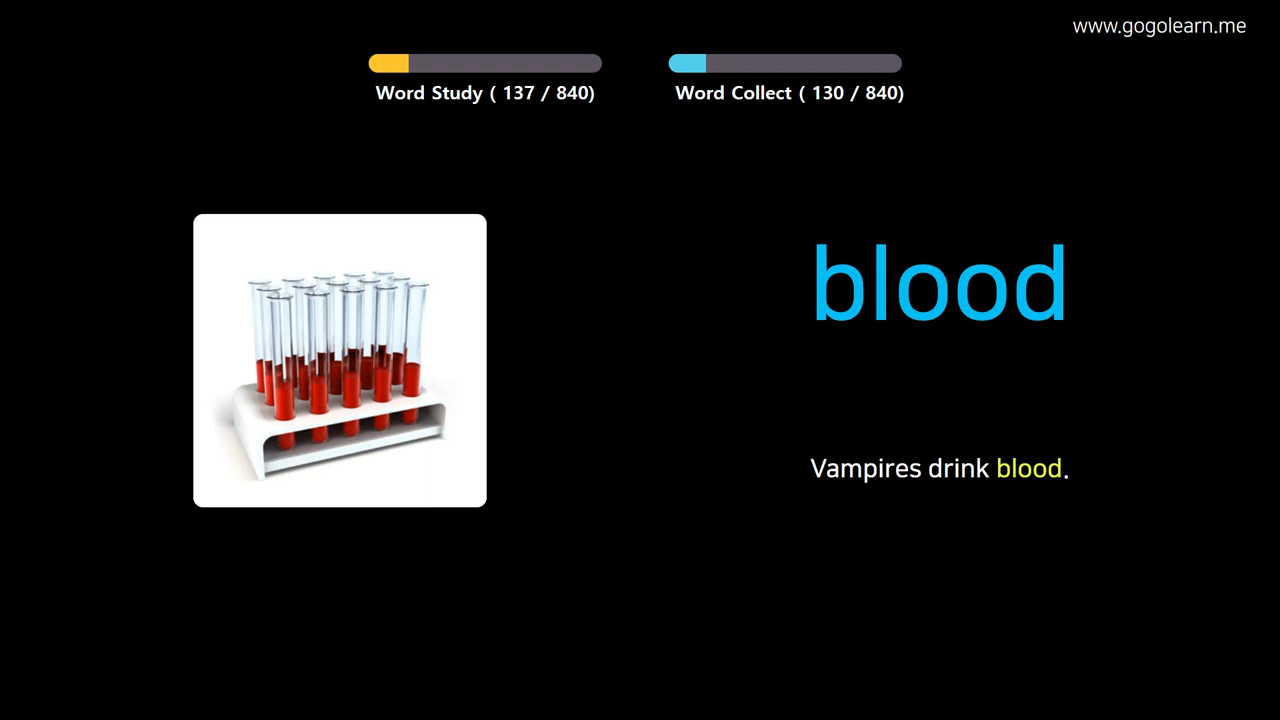 www.gogolearn.me
Word Study ( 137 / 840)
Word Collect ( 130 / 840)
blood
Vampires drink blood.